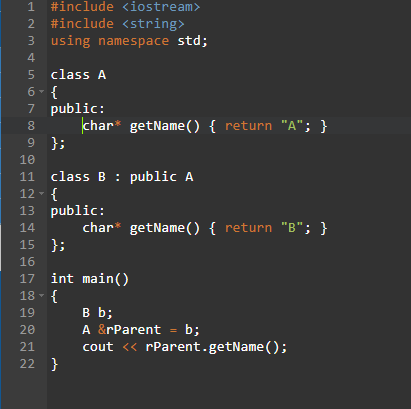 1 #include <iostream>
2 #include <string>
3 using namespace std;
4
5 class A
6 {
7 public:
8     char* getName() { return "A"; }
9 };
10
11 class B : public A
12 {
13 public:
14     char* getName() { return "B"; }
15 };
16
17 int main()
18 {
19     B b;
20     A &rParent = b;
21     cout << rParent.getName();
22 }